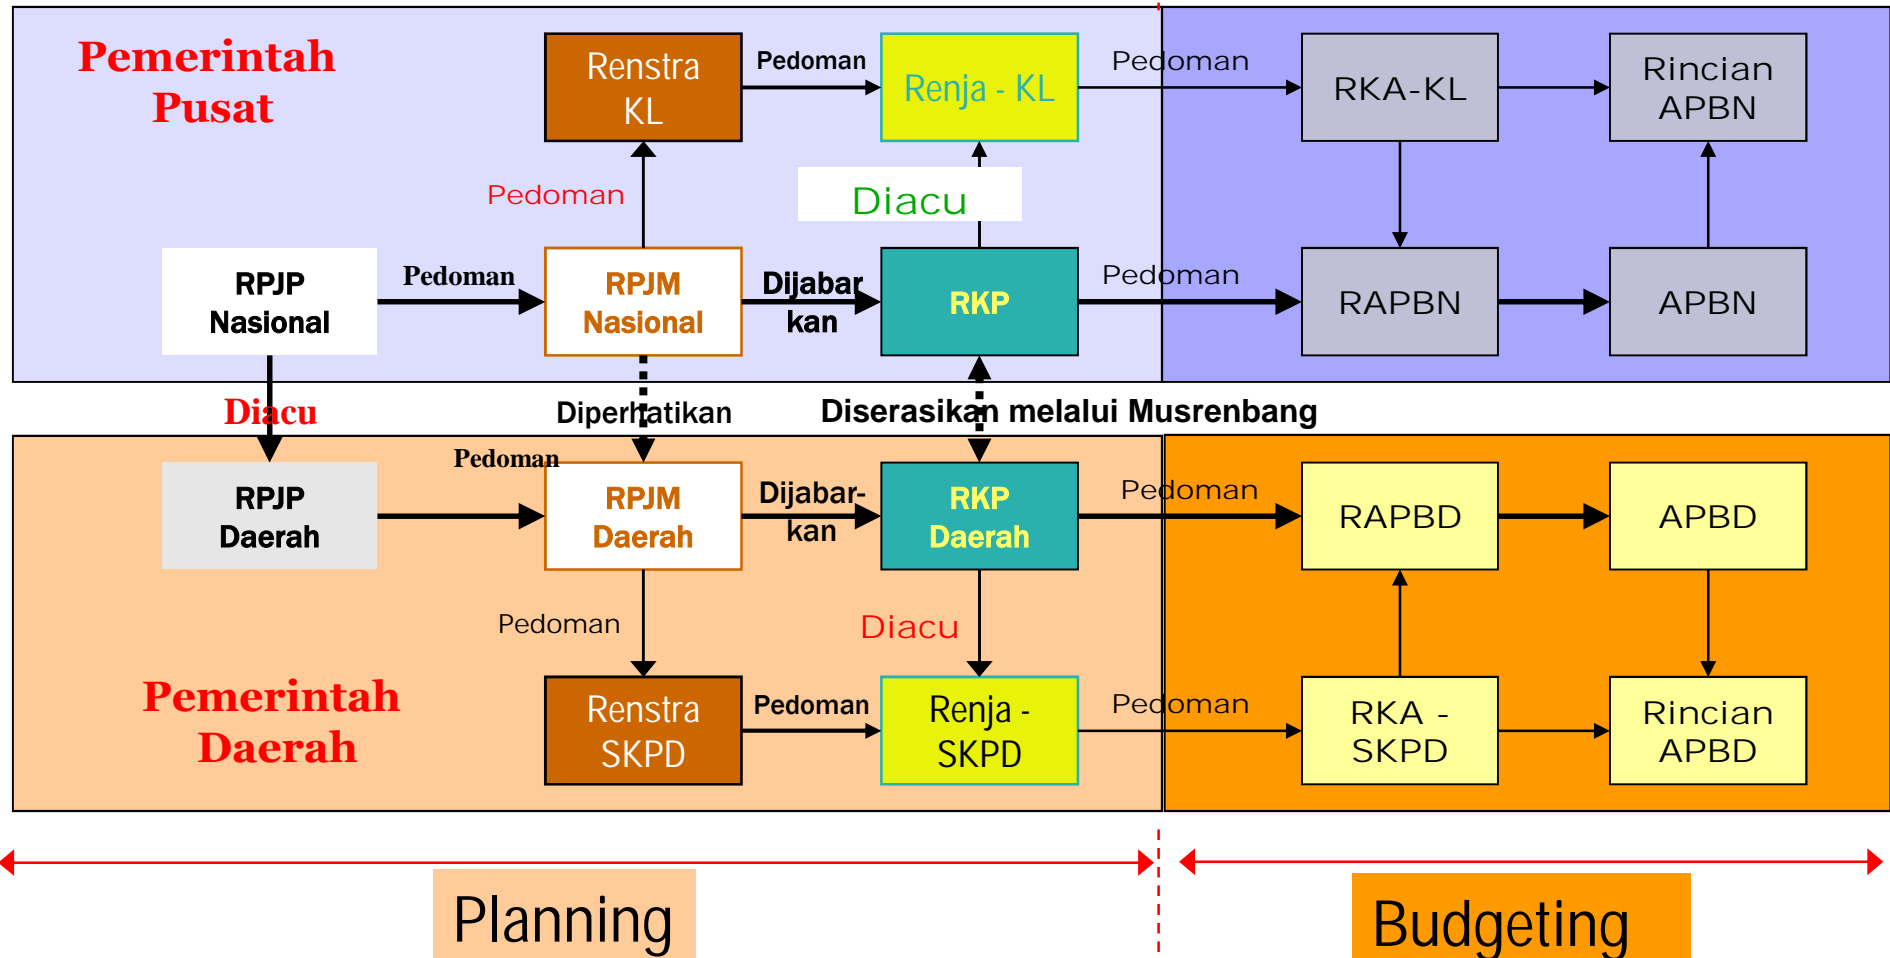 Pemerintah
Pusat
Renstra
KL
Pedoman
Renja - KL
Pedoman
RKA-KL
Rincian
APBN
Pedoman
Diacu
RPJP
Nasional
Pedoman
RPJM
Nasional
Dijabar
kan
RKP
Pedoman
RAPBN
APBN
Diacu
Diperhatikan
Diserasikan melalui Musrenbang
RPJP
Daerah
Pedoman
RPJM
Daerah
Dijabar-
kan
RKP
Daerah
Pedoman
RAPBD
APBD
Pedoman
Diacu
Pemerintah
Daerah
Renstra
SKPD
Pedoman
Renja -
SKPD
Pedoman
RKA -
SKPD
Rincian
APBD
Planning
Budgeting